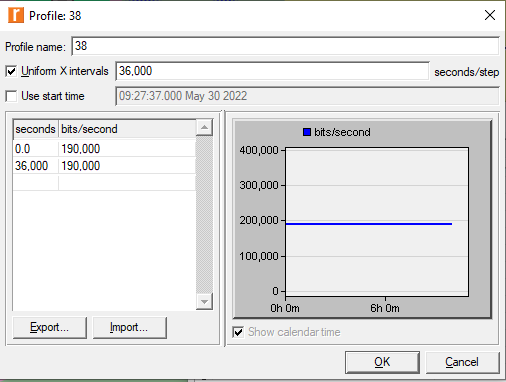 Profile: 38
Profile name: 38
Uniform X intervals 36,000 seconds/step
Use start time 09:27:37.000 May 30 2022
seconds bits/second
0.0 190,000
36,000 190,000
bits/second
400,000
300,000
200,000
100,000
0
0h 0m 6h 0m
Show calendar time
Export... Import...
OK Cancel